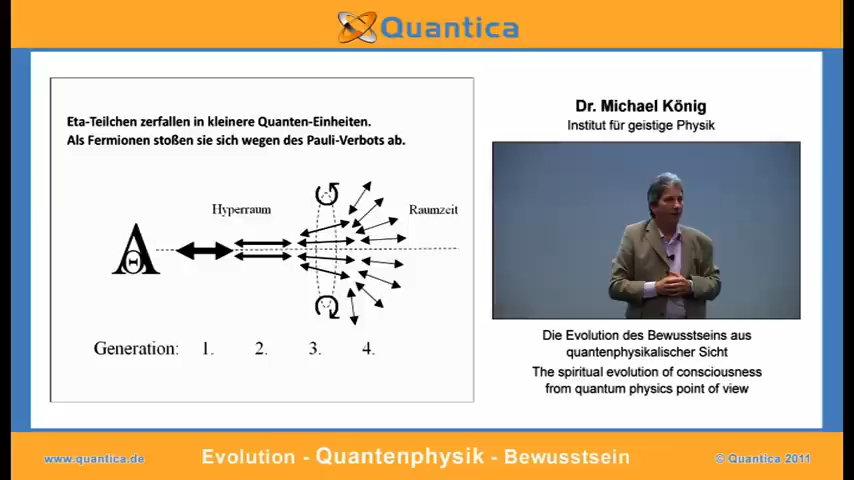 Quantica
Eta-Teilchen zerfallen in kleinere Quanten-Einheiten.
Als Fermionen stoßen sie sich wegen des Pauli-Verbots ab.
Hyperraum
Raumzeit
A
Θ
Generation: 1. 2. 3. 4.
Dr. Michael König
Institut für geistige Physik
Die Evolution des Bewusstseins aus
quantenphysikalischer Sicht
The spiritual evolution of consciousness
from quantum physics point of view
www.quantica.de
Evolution - Quantenphysik - Bewusstsein
© Quantica 2011